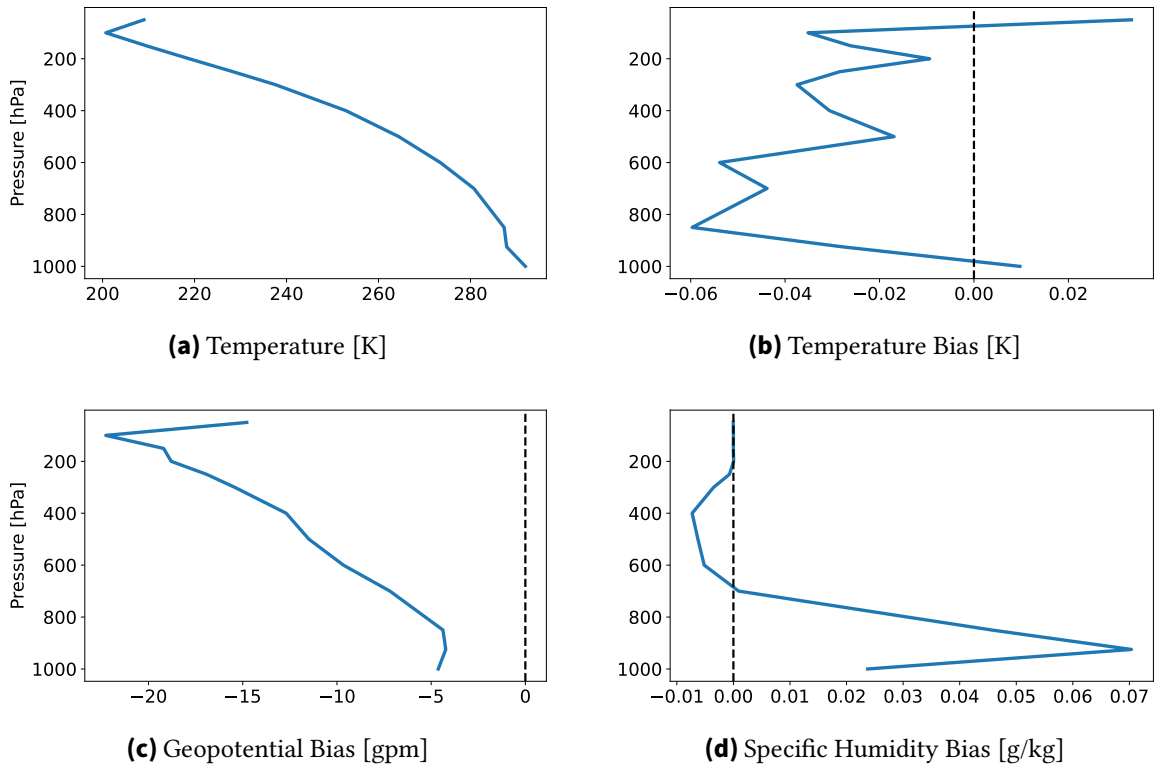 Pressure [hPa]
200
400
600
800
1000
200 220 240 260 280
(a) Temperature [K]
200
400
600
800
1000
−0.06 −0.04 −0.02 0.00 0.02
(b) Temperature Bias [K]
Pressure [hPa]
200
400
600
800
1000
−20 −15 −10 −5 0
(c) Geopotential Bias [gpm]
200
400
600
800
1000
−0.01 0.00 0.01 0.02 0.03 0.04 0.05 0.06 0.07
(d) Specific Humidity Bias [g/kg]